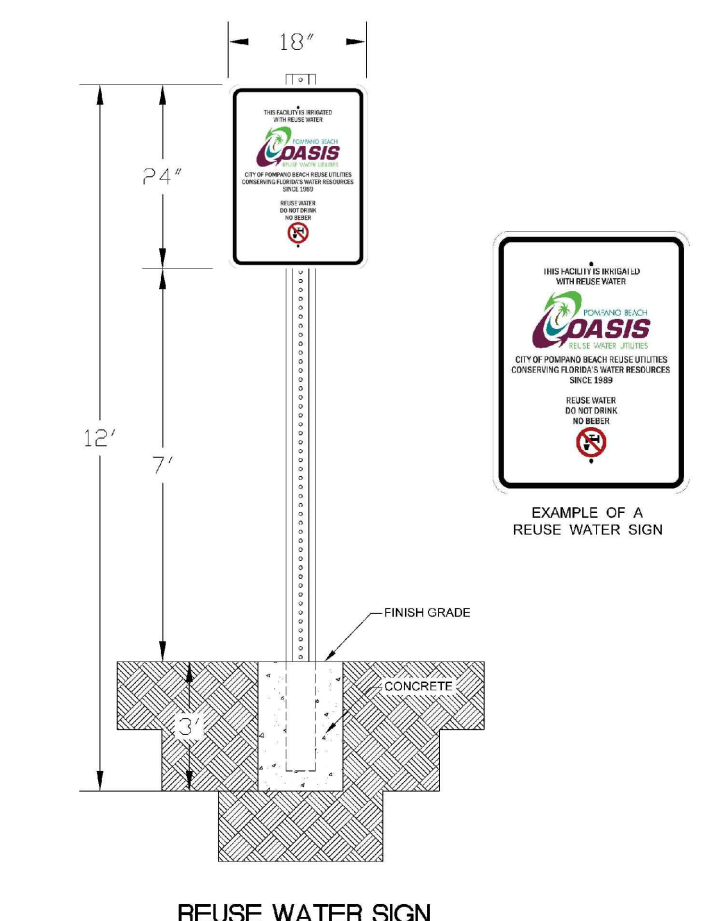 18"
THIS FACILITY IS IRRIGATED
WITH REUSE WATER
POMPANO BEACH
OASIS
REUSE WATER UTILITIES
CITY OF POMPANO BEACH REUSE UTILITIES
CONSERVING FLORIDA'S WATER RESOURCES
SINCE 1989
REUSE WATER
DO NOT DRINK
NO BEBER
24"
12'
7'
3'
THIS FACILITY IS IRRIGATED
WITH REUSE WATER
POMPANO BEACH
OASIS
REUSE WATER UTILITIES
CITY OF POMPANO BEACH REUSE UTILITIES
CONSERVING FLORIDA'S WATER RESOURCES
SINCE 1989
REUSE WATER
DO NOT DRINK
NO BEBER
EXAMPLE OF A
REUSE WATER SIGN
FINISH GRADE
CONCRETE
REUSE WATER SIGN